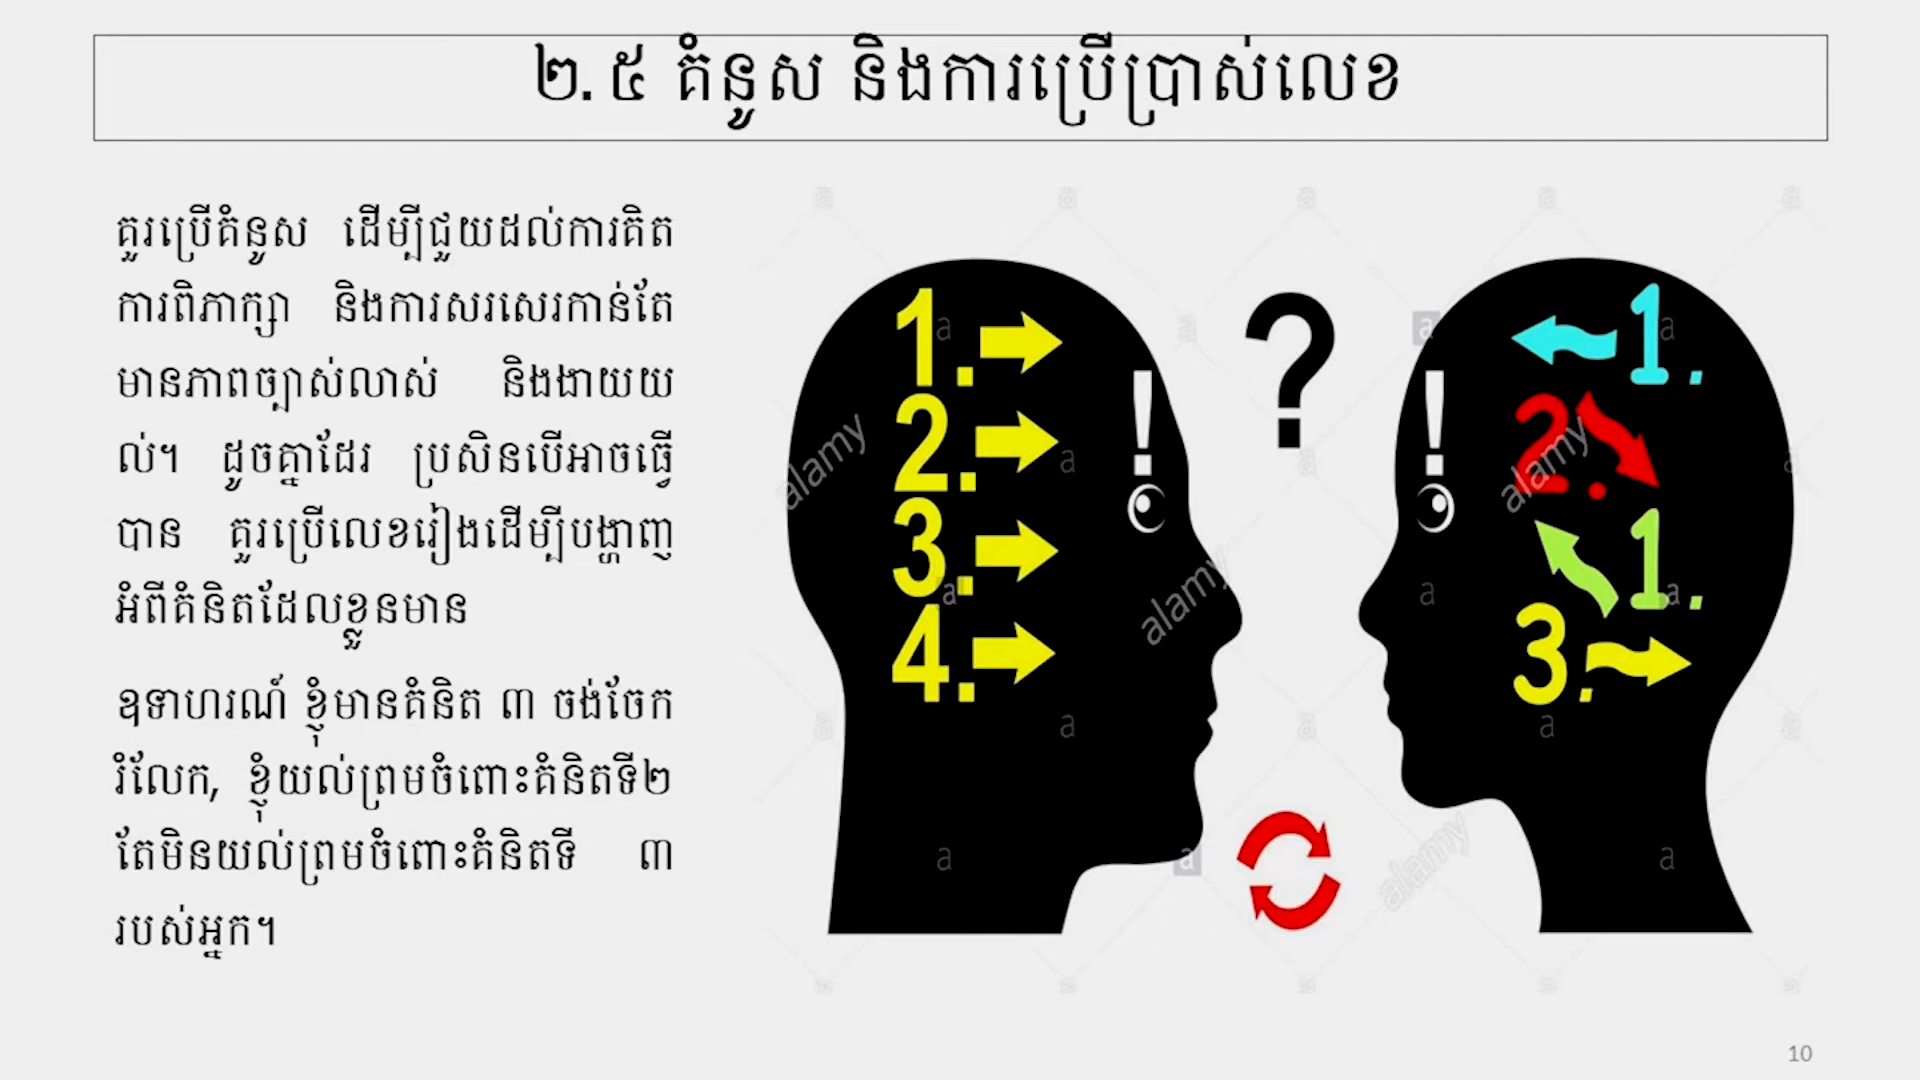 ២.៥ គំនូស និងការប្រើប្រាស់លេខ
គួរប្រើគំនូស ដើម្បីជួយដល់ការគិត
ការពិភាក្សា និងការសរសេរកាន់តែ
មានភាពច្បាស់លាស់ និងងាយយ
ល់។ ដូចគ្នាដែរ ប្រសិនបើអាចធ្វើ
បាន គួរប្រើលេខរៀងដើម្បីបង្ហាញ
អំពីគំនិតដែលខ្លួនមាន
ឧទាហរណ៍ ខ្ញុំមានគំនិត ៣ ចង់ចែក
រំលែក, ខ្ញុំយល់ព្រមចំពោះគំនិតទី២
តែមិនយល់ព្រមចំពោះគំនិតទី ៣
របស់អ្នក។
1.
2.
3.
4.
!
?
!
1.
2.
1.
3.
alamy
alamy
alamy
alamy
10